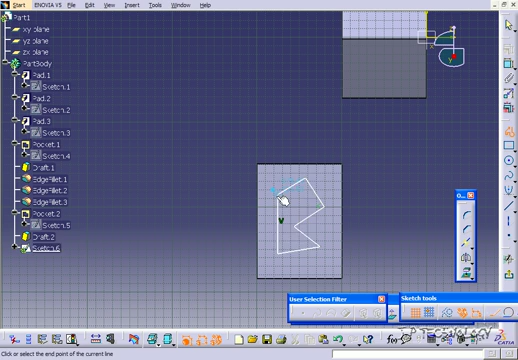 Start ENOVIA V5 File Edit View Insert Tools Window Help
Part1
xy plane
yz plane
zx plane
PartBody
Pad.1
Sketch.1
Pad.2
Sketch.2
Pad.3
Sketch.3
Pocket.1
Sketch.4
Draft.1
EdgeFillet.1
EdgeFillet.2
EdgeFillet.3
Pocket.2
Sketch.5
Draft.2
Sketch.6
V
O...
User Selection Filter
Sketch tools
CATIA
Click or select the end point of the current line